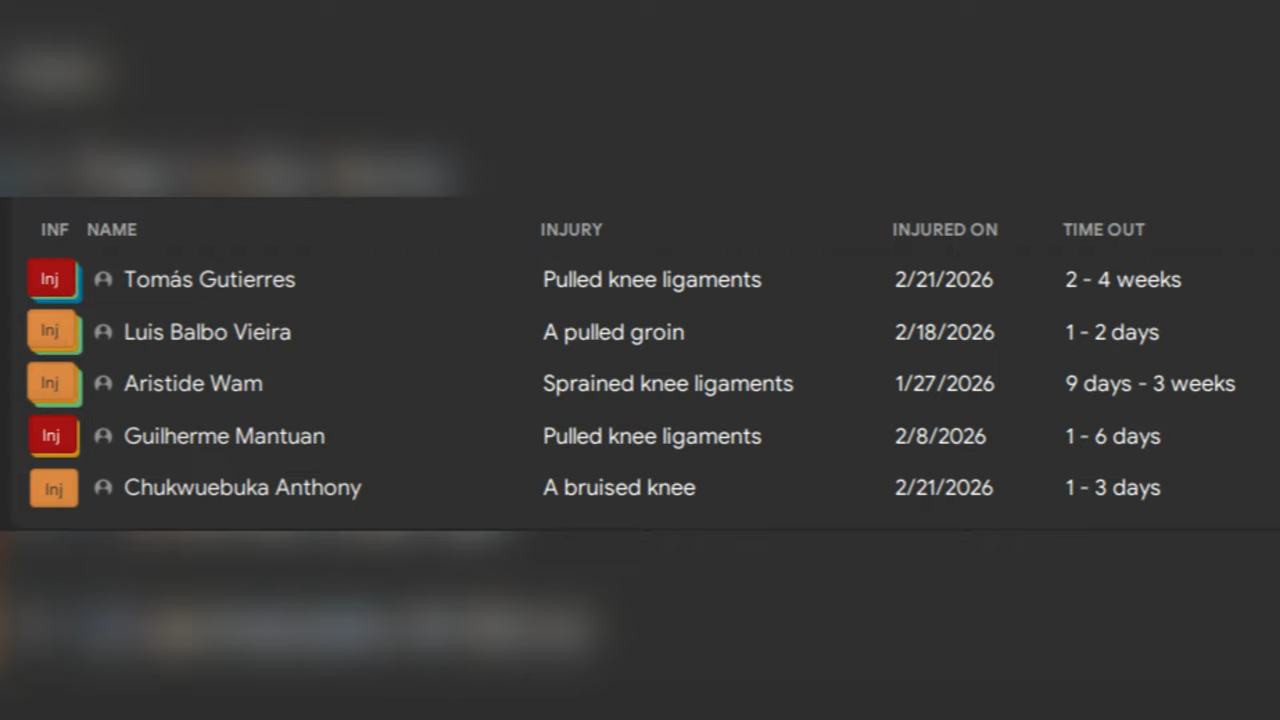 INF NAME INJURY INJURED ON TIME OUT
Inj Tomás Gutierres Pulled knee ligaments 2/21/2026 2 - 4 weeks
Inj Luis Balbo Vieira A pulled groin 2/18/2026 1 - 2 days
Inj Aristide Wam Sprained knee ligaments 1/27/2026 9 days - 3 weeks
Inj Guilherme Mantuan Pulled knee ligaments 2/8/2026 1 - 6 days
Inj Chukwuebuka Anthony A bruised knee 2/21/2026 1 - 3 days